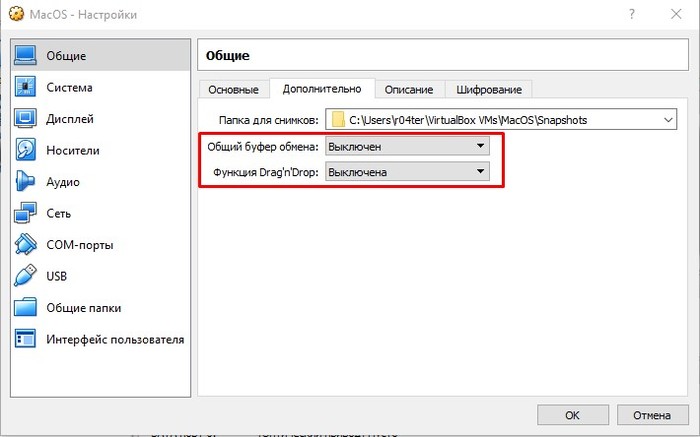 MacOS - Настройки
? ×
Общие
Система
Дисплей
Носители
Аудио
Сеть
COM-порты
USB
Общие папки
Интерфейс пользователя
Общие
Основные Дополнительно Описание Шифрование
Папка для снимков: C:\Users\r04ter\VirtualBox VMs\MacOS\Snapshots
Общий буфер обмена: Выключен
Функция Drag'n'Drop: Выключена
OK Отмена